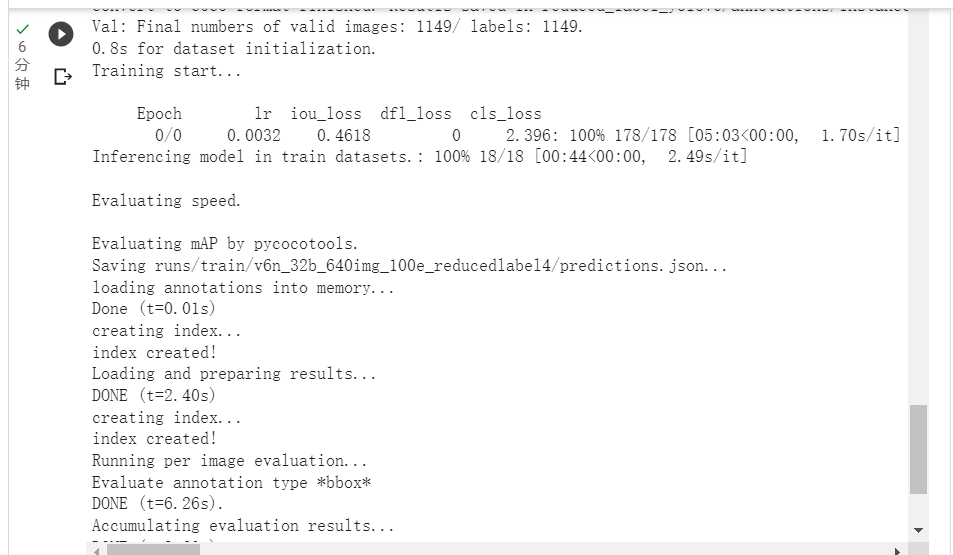 Val: Final numbers of valid images: 1149/ labels: 1149.
6
分
钟
0.8s for dataset initialization.
Training start...
Epoch lr iou_loss dfl_loss cls_loss
0/0 0.0032 0.4618 0 2.396: 100% 178/178 [05:03<00:00, 1.70s/it]
Inferencing model in train datasets.: 100% 18/18 [00:44<00:00, 2.49s/it]
Evaluating speed.
Evaluating mAP by pycocotools.
Saving runs/train/v6n_32b_640img_100e_reducedlabel4/predictions.json...
loading annotations into memory...
Done (t=0.01s)
creating index...
index created!
Loading and preparing results...
DONE (t=2.40s)
creating index...
index created!
Running per image evaluation...
Evaluate annotation type *bbox*
DONE (t=6.26s).
Accumulating evaluation results...